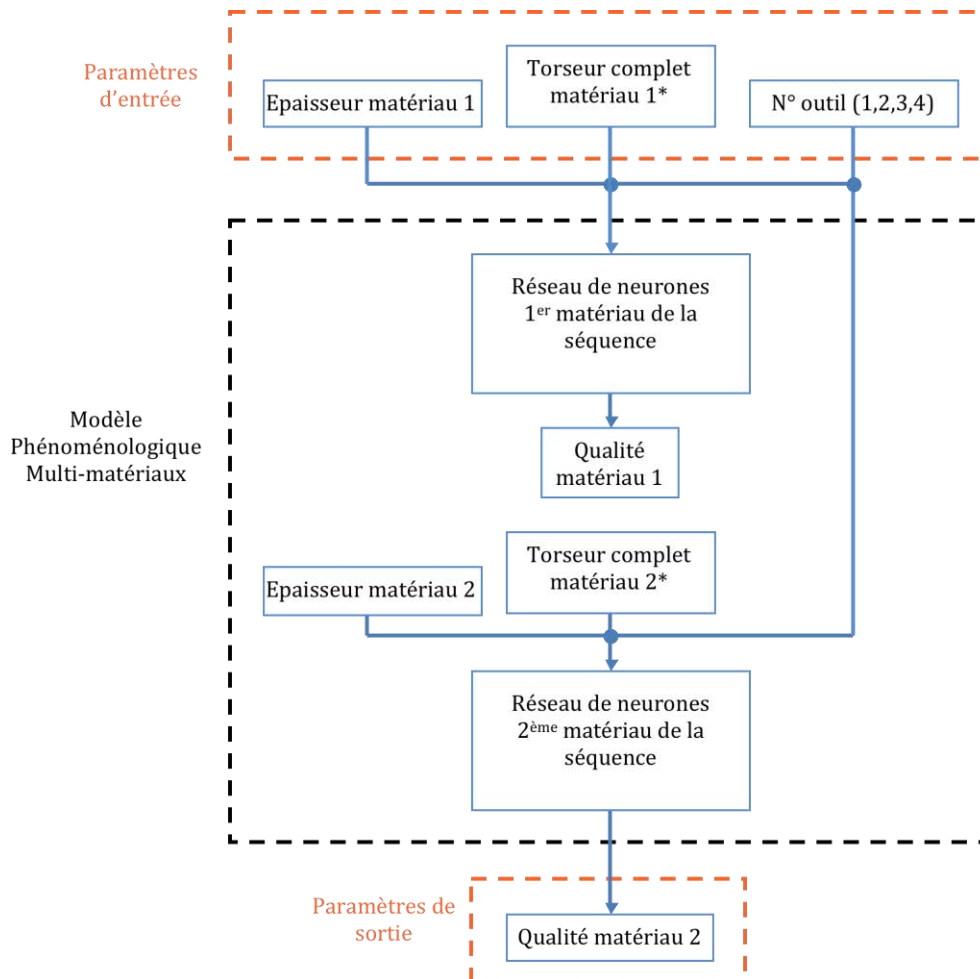 Paramètres
d'entrée
Epaisseur matériau 1
Torseur complet
matériau 1*
N° outil (1,2,3,4)
Réseau de neurones
1er matériau de la
séquence
Modèle
Phénoménologique
Multi-matériaux
Qualité
matériau 1
Epaisseur matériau 2
Torseur complet
matériau 2*
Réseau de neurones
2ème matériau de la
séquence
Paramètres de
sortie
Qualité matériau 2